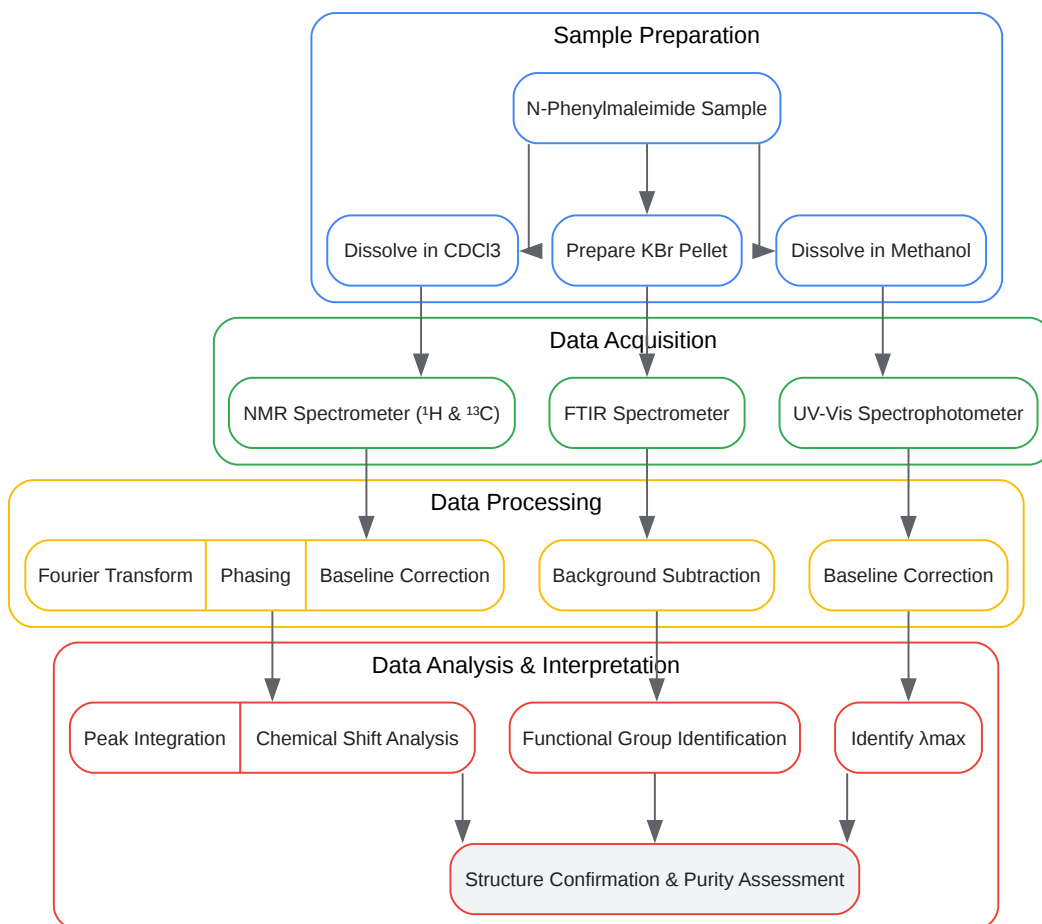 Sample Preparation
N-Phenylmaleimide Sample
Dissolve in CDCl3
Prepare KBr Pellet
Dissolve in Methanol
Data Acquisition
NMR Spectrometer (¹H & ¹³C)
FTIR Spectrometer
UV-Vis Spectrophotometer
Data Processing
Fourier Transform
Phasing
Baseline Correction
Background Subtraction
Baseline Correction
Data Analysis & Interpretation
Peak Integration
Chemical Shift Analysis
Functional Group Identification
Identify λmax
Structure Confirmation & Purity Assessment